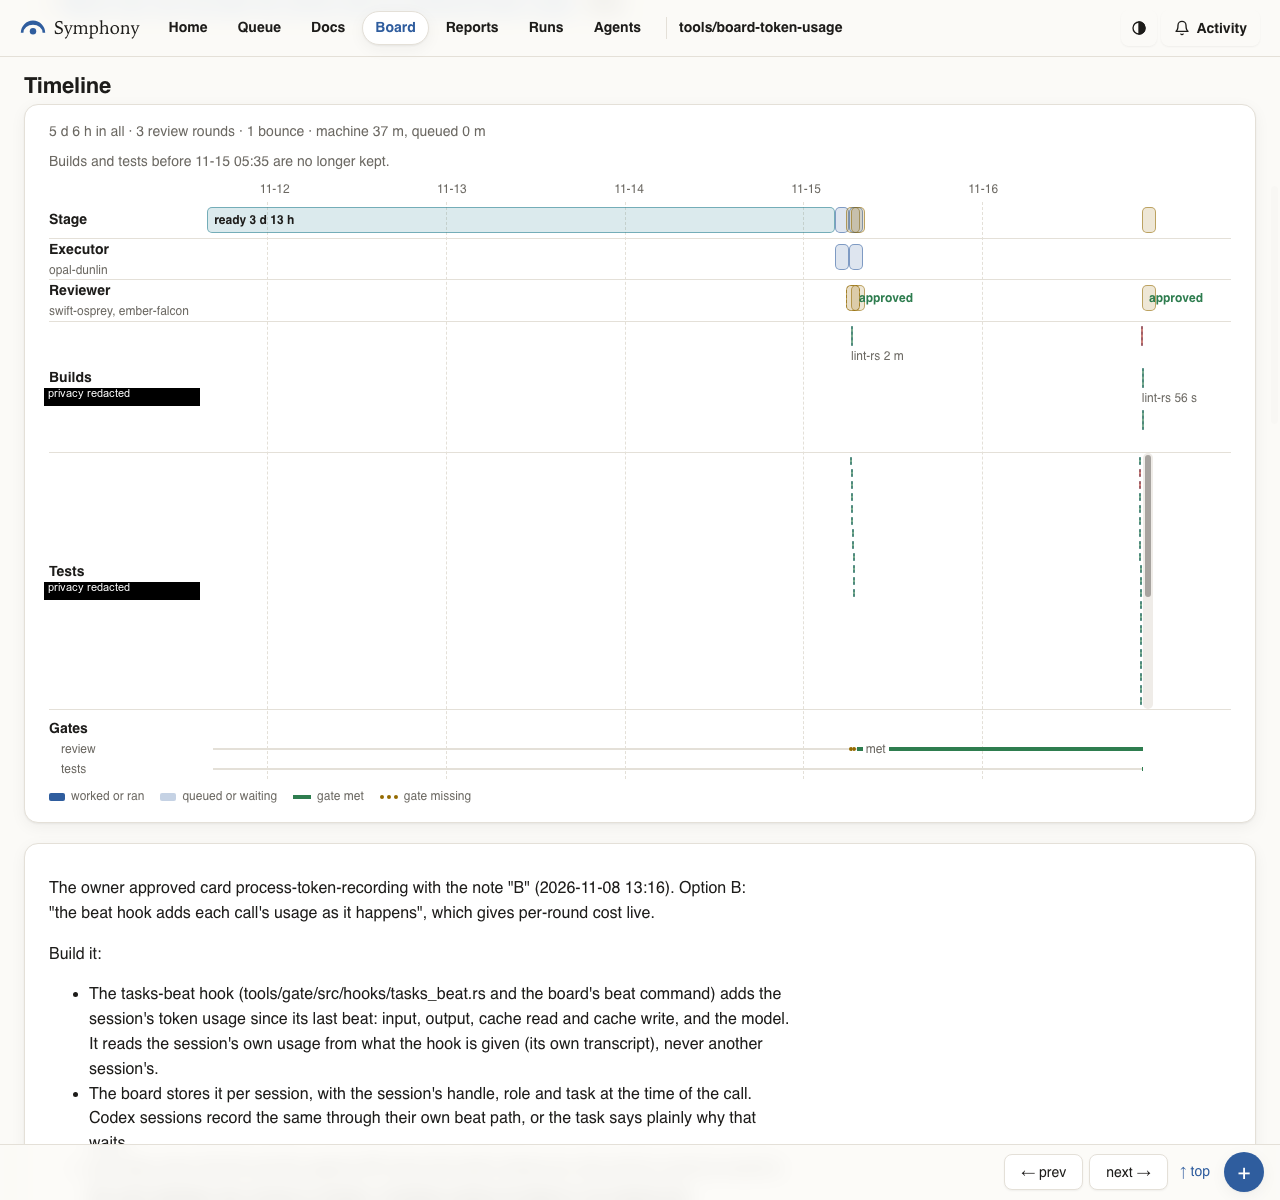 Symphony Home Queue Docs Board Reports Runs Agents tools/board-token-usage Activity
Timeline
5 d 6 h in all · 3 review rounds · 1 bounce · machine 37 m, queued 0 m
Builds and tests before 11-15 05:35 are no longer kept.
11-12 11-13 11-14 11-15 11-16
Stage ready 3 d 13 h
Executor
opal-dunlin
Reviewer approved approved
swift-osprey, ember-falcon
lint-rs 2 m
Builds
privacy redacted
lint-rs 56 s
Tests
privacy redacted
Gates
review met
tests
worked or ran queued or waiting gate met gate missing
The owner approved card process-token-recording with the note "B" (2026-11-08 13:16). Option B:
"the beat hook adds each call's usage as it happens", which gives per-round cost live.
Build it:
• The tasks-beat hook (tools/gate/src/hooks/tasks_beat.rs and the board's beat command) adds the
session's token usage since its last beat: input, output, cache read and cache write, and the model.
It reads the session's own usage from what the hook is given (its own transcript), never another
session's.
• The board stores it per session, with the session's handle, role and task at the time of the call.
Codex sessions record the same through their own beat path, or the task says plainly why that
waits.
← prev next → ↑ top +